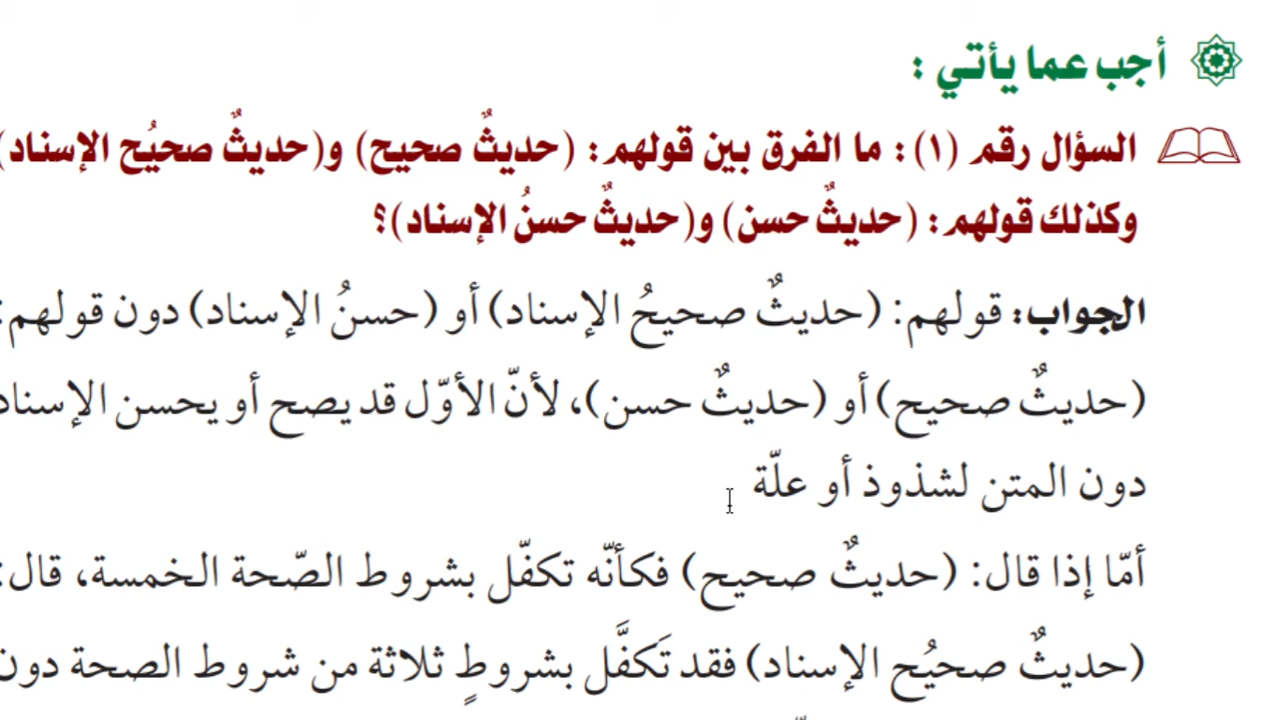 أجب عما يأتي :
السؤال رقم (١) : ما الفرق بين قولهم: (حديثٌ صحيح) و(حديثٌ صحيُح الإسناد)
وكذلك قولهم: (حديثٌ حسن) و(حديثٌ حسنُ الإسناد)؟
الجواب: قولهم: (حديثٌ صحيحُ الإسناد) أو (حسنُ الإسناد) دون قولهم:
(حديثٌ صحيح) أو (حديثٌ حسن)، لأنّ الأوّل قد يصح أو يحسن الإسناد
دون المتن لشذوذ أو علّة
أمّا إذا قال: (حديثٌ صحيح) فكأنّه تكفّل بشروط الصّحة الخمسة، قال:
(حديثٌ صحيُح الإسناد) فقد تَكفَّل بشروطٍ ثلاثة من شروط الصحة دون